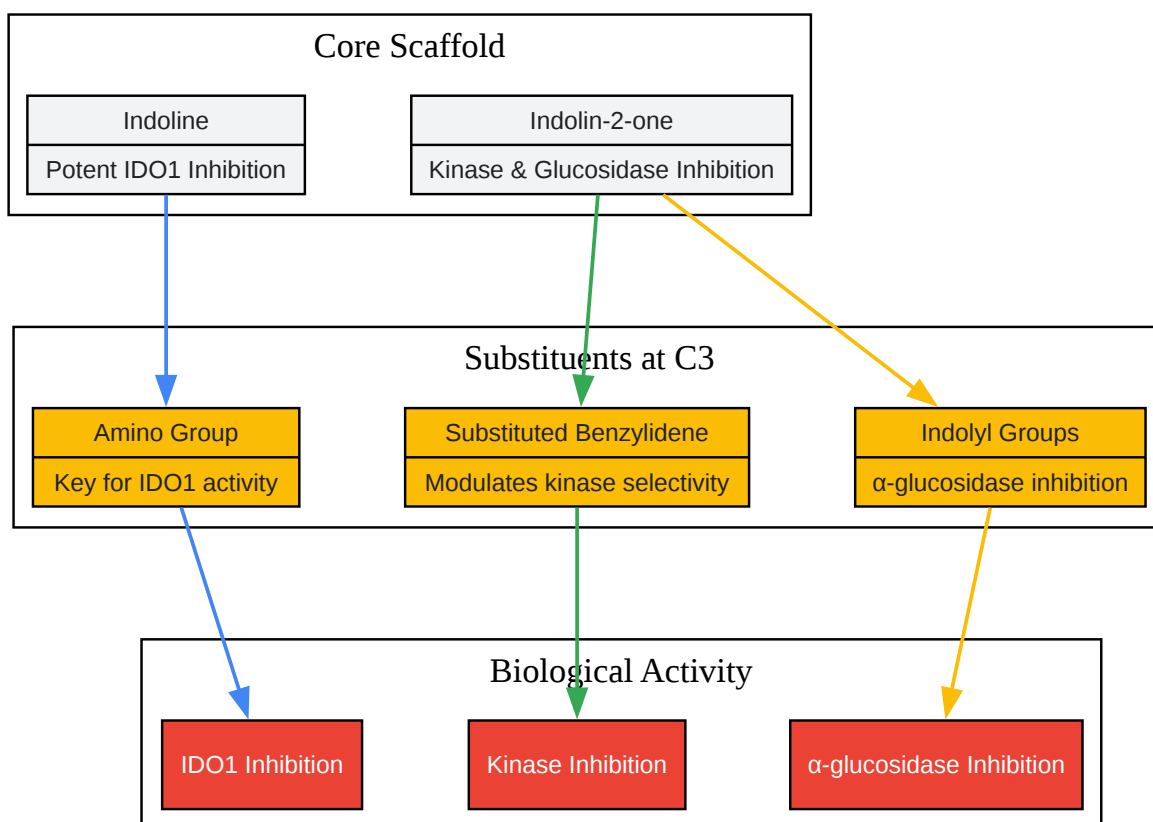 Core Scaffold
Indoline
Potent IDO1 Inhibition
Indolin-2-one
Kinase & Glucosidase Inhibition
Substituents at C3
Amino Group
Key for IDO1 activity
Substituted Benzylidene
Modulates kinase selectivity
Indolyl Groups
α-glucosidase inhibition
Biological Activity
IDO1 Inhibition
Kinase Inhibition
α-glucosidase Inhibition